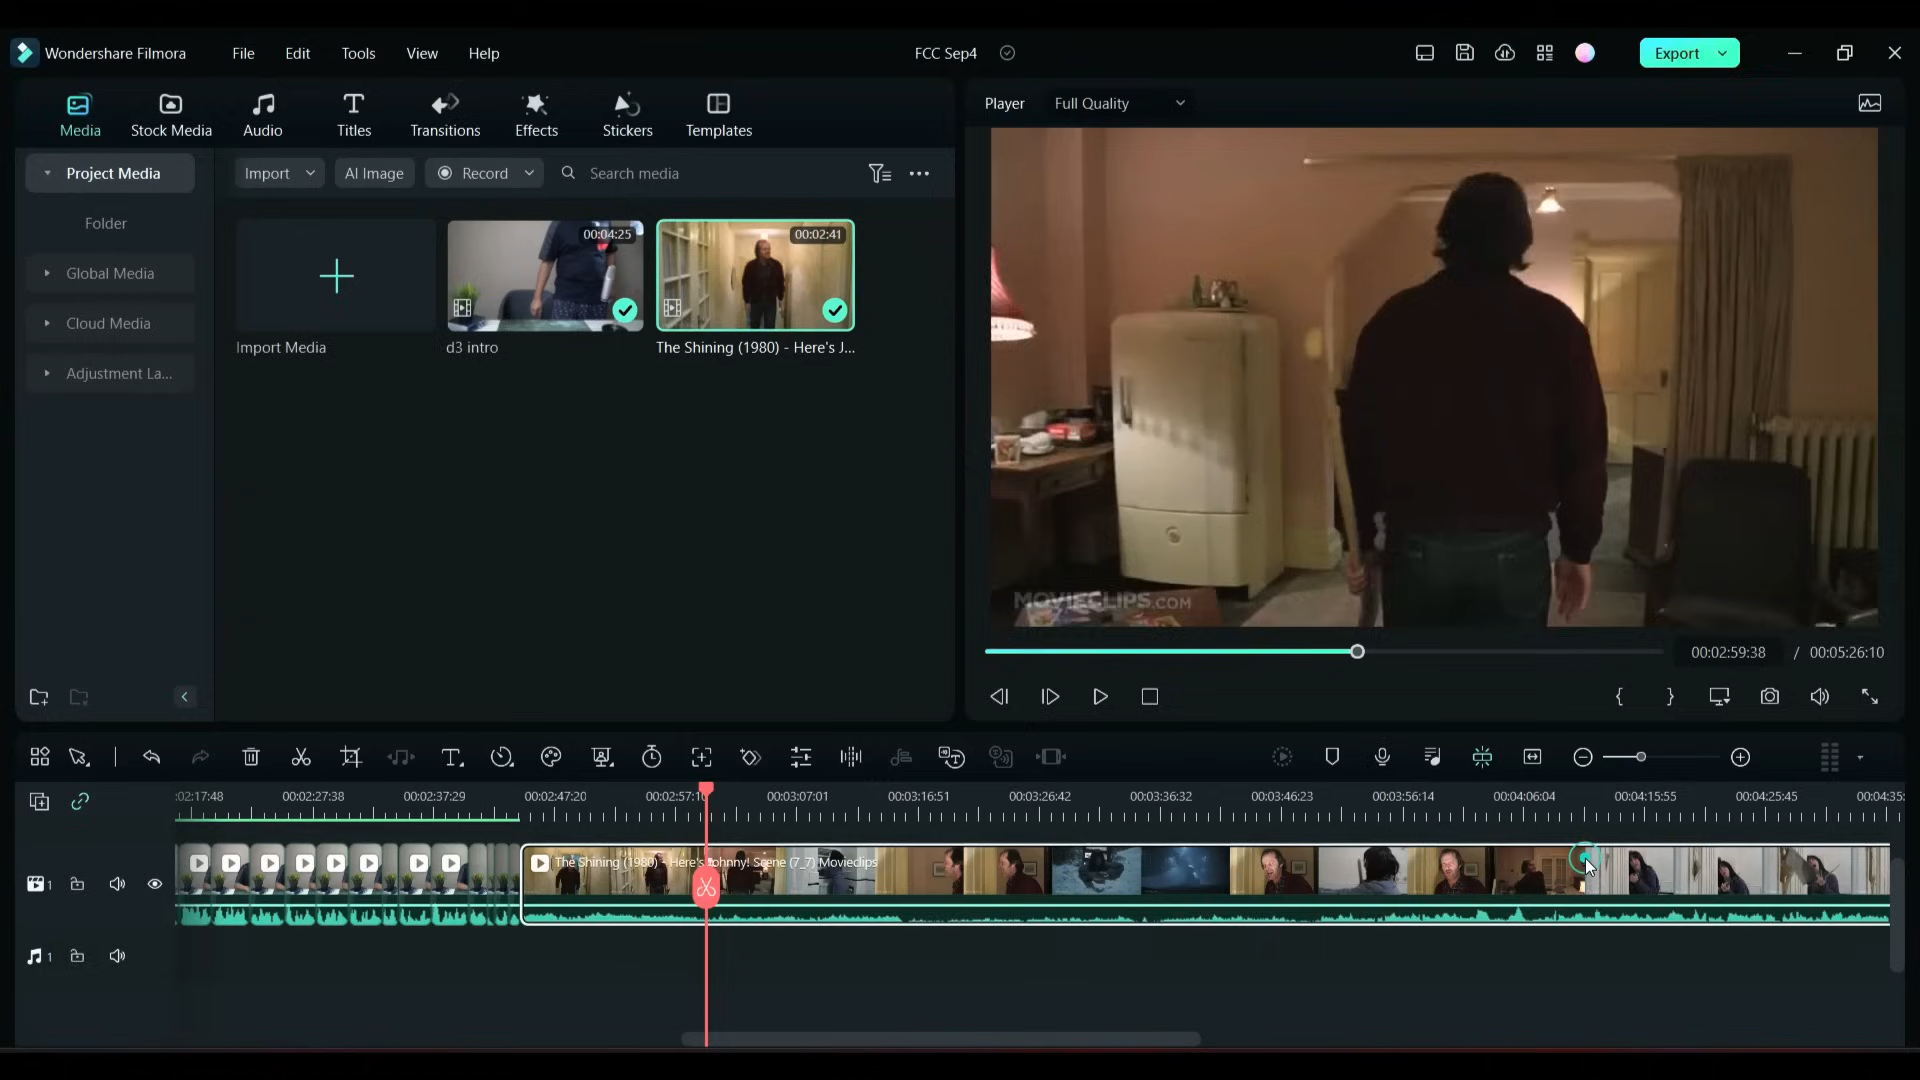 Wondershare Filmora
File
Edit
Tools
View
Help
FCC Sep4
Export
Media
Stock Media
Audio
Titles
Transitions
Effects
Stickers
Templates
Player
Full Quality
Project Media
Import
AI Image
Record
Search media
Folder
Global Media
Cloud Media
Adjustment La...
00:04:25
00:02:41
Import Media
d3 intro
The Shining (1980) - Here's J...
MOVIECLIPS.COM
00:02:59:38 / 00:05:26:10
:02:17:48
00:02:27:38
00:02:37:29
00:02:47:20
00:02:57:10
00:03:07:01
00:03:16:51
00:03:26:42
00:03:36:32
00:03:46:23
00:03:56:14
00:04:06:04
00:04:15:55
00:04:25:45
00:04:35:
The Shining (1980) - Here's Johnny! Scene (7_7) Movieclips
1
1